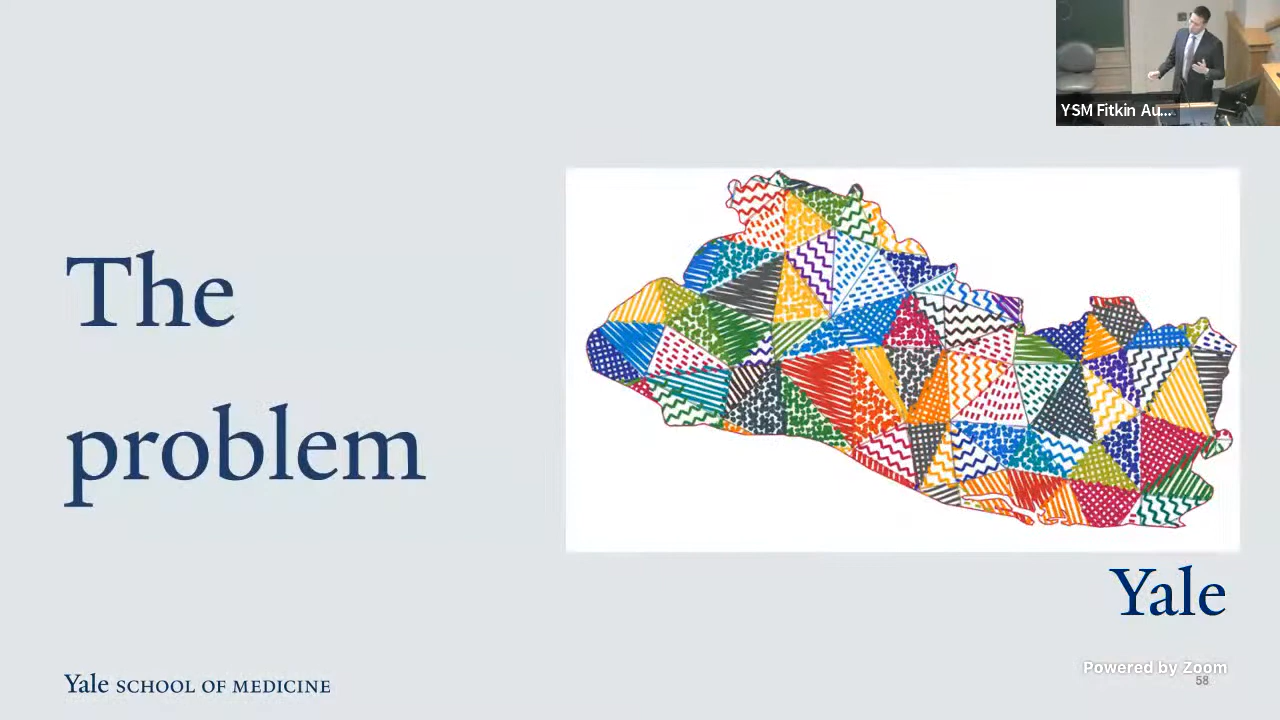 YSM Fitkin Au...
The
problem
Yale
Powered by Zoom
58
Yale SCHOOL OF MEDICINE